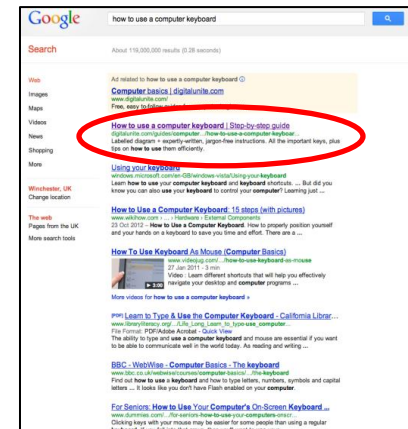 Google
how to use a computer keyboard
Search
About 119,000,000 results (0.28 seconds)
Web
Images
Maps
Videos
News
Shopping
More
Winchester, UK
Change location
The web
Pages from the UK
More search tools
Ad related to how to use a computer keyboard
Computer basics | digitalunite.com
www.digitalunite.com/
Free, easy to follow
How to use a computer keyboard | Step-by-step guide
digitalunite.com/guides/computer.../how-to-use-a-computer-keyboar...
Labelled diagram + expertly-written, jargon-free instructions. All the important keys, plus
tips on how to use them efficiently.
Using your keyboard
windows.microsoft.com/en-GB/windows-vista/Using-your-keyboard
Learn how to use your computer keyboard and keyboard shortcuts. ... But did you
know you can also use your keyboard to control your computer? Learning just ...
How to Use a Computer Keyboard: 15 steps (with pictures)
www.wikihow.com › ... › Hardware › External Components
23 Oct 2012 - How to Use a Computer Keyboard. How to properly position yourself
and your hands on a keyboard to save you time and effort. There are a ...
How To Use Keyboard As Mouse (Computer Basics)
www.videojug.com/.../how-to-use-keyboard-as-mouse
27 Jan 2011 - 3 min
Video : Learn different shortcuts that will help you effectively
navigate your desktop and computer programs ...
3:00
More videos for how to use a computer keyboard »
[PDF] Learn to Type & Use the Computer Keyboard - California Librar...
www.libraryliteracy.org/.../Life_Long_Learn_to_type-use_computer...
File Format: PDF/Adobe Acrobat - Quick View
The ability to type and use a computer keyboard and mouse are essential if you want
to be able to communicate well in the world today. As reading and writing ...
BBC - WebWise - Computer Basics - The keyboard
www.bbc.co.uk/webwise/courses/computer-basics/.../the-keyboard
Find out how to use a keyboard and how to type letters, numbers, symbols and capital
letters ... It looks like you don't have Flash enabled on your computer.
For Seniors: How to Use Your Computer's On-Screen Keyboard ...
www.dummies.com/.../for-seniors-how-to-use-your-computers-onscr...
Clicking keys with your mouse may be easier for some people than using a regular